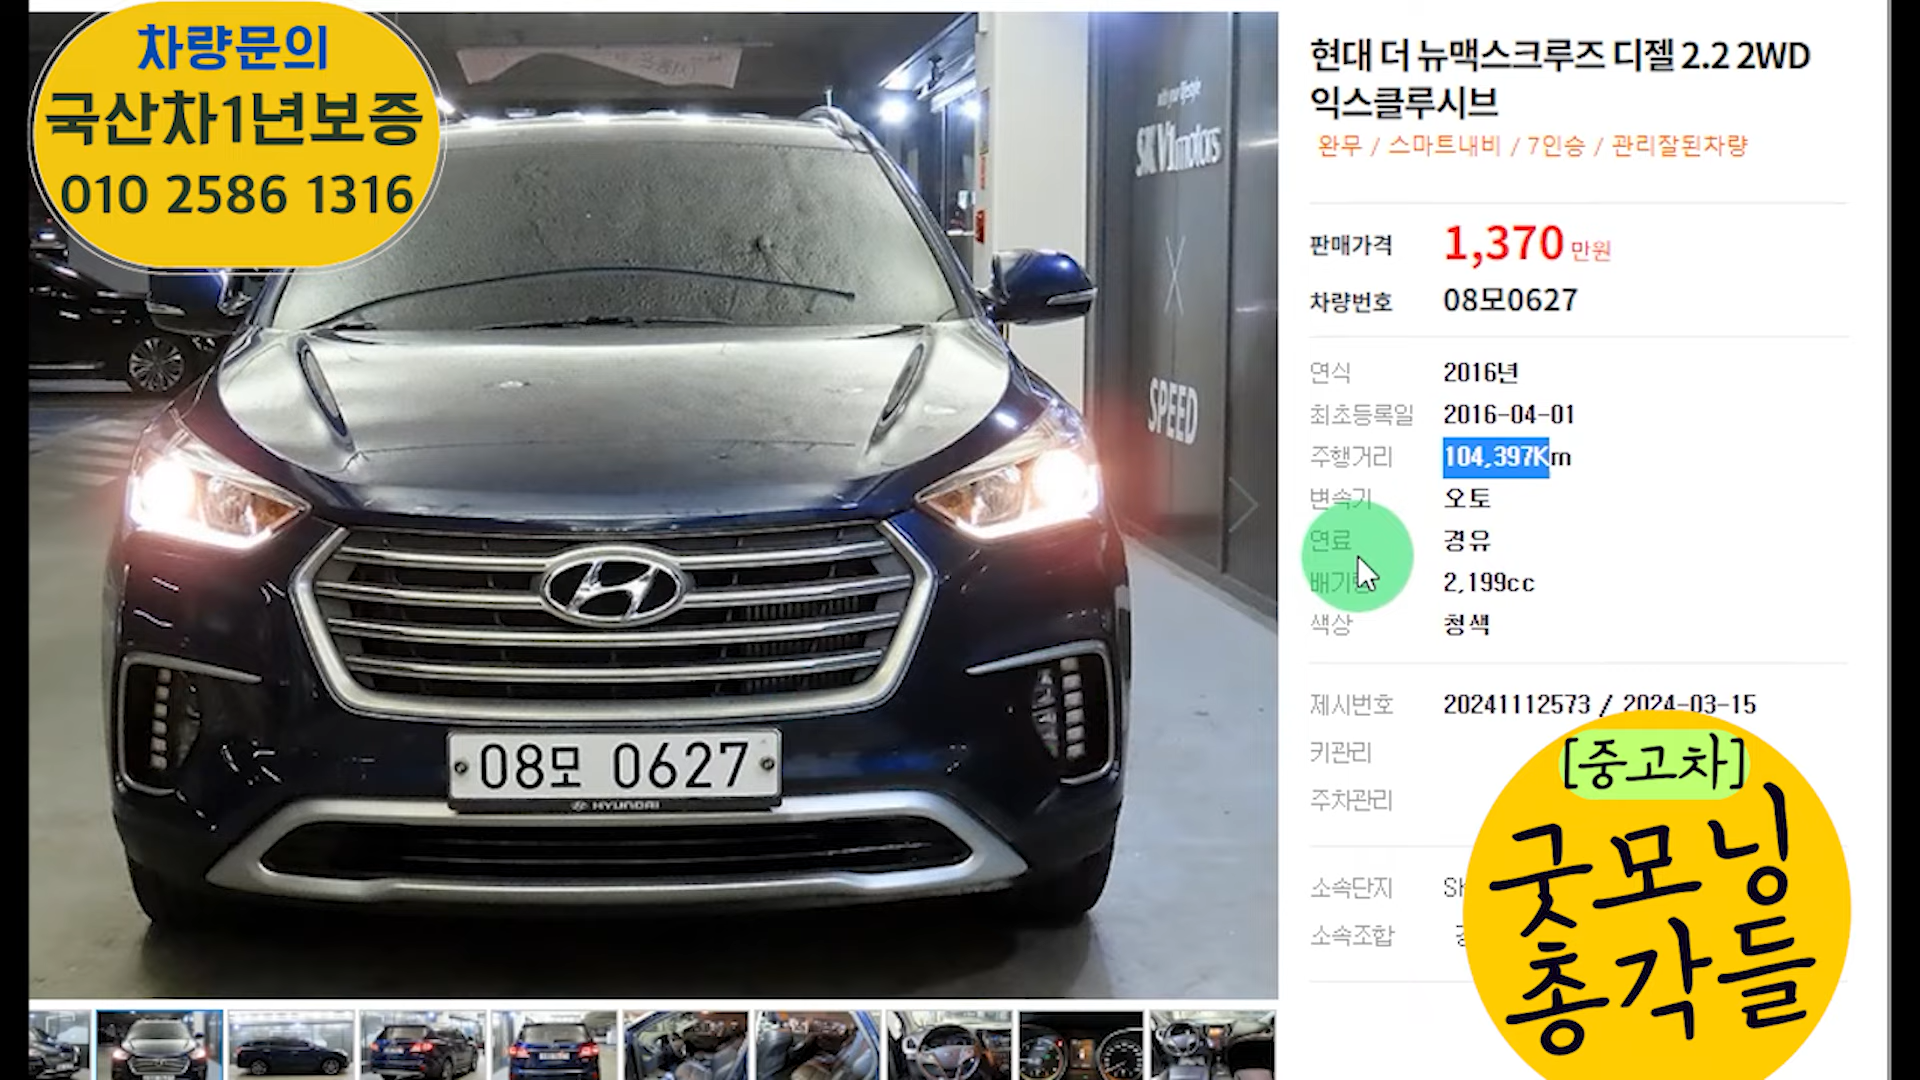 차량문의
국산차1년보증
010 2586 1316
with your lifestyle
SK V1 motors
SPEED
08모 0627
HYUNDAI
현대 더 뉴맥스크루즈 디젤 2.2 2WD
익스클루시브
완무 / 스마트내비 / 7인승 / 관리잘된차량
판매가격 1,370 만원
차량번호 08모0627
연식 2016년
최초등록일 2016-04-01
주행거리 104,397Km
변속기 오토
연료 경유
배기량 2,199cc
색상 청색
제시번호 20241112573 / 2024-03-15
키관리
주차관리
소속단지
소속조합
[중고차]
굿모닝
총각들